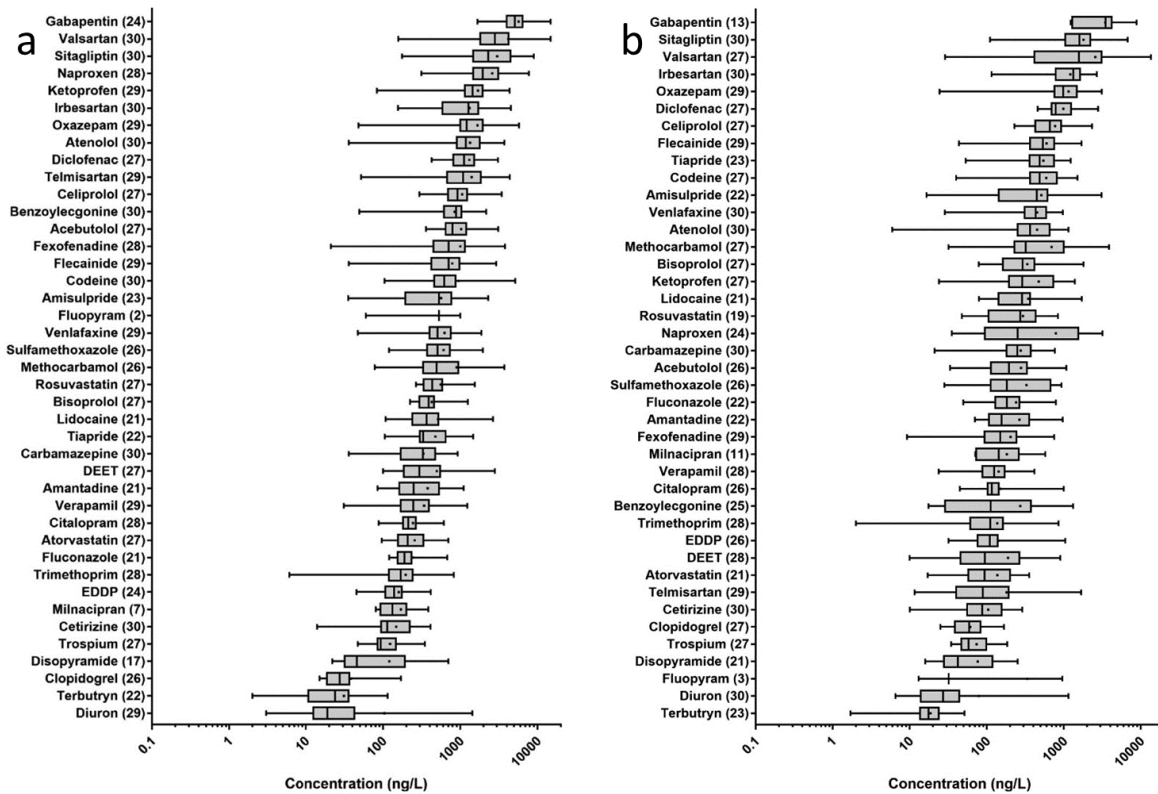 a
Gabapentin (24)
Valsartan (30)
Sitagliptin (30)
Naproxen (28)
Ketoprofen (29)
Irbesartan (30)
Oxazepam (29)
Atenolol (30)
Diclofenac (27)
Telmisartan (29)
Celiprolol (27)
Benzoylecgonine (30)
Acebutolol (27)
Fexofenadine (28)
Flecainide (29)
Codeine (30)
Amisulpride (23)
Fluopyram (2)
Venlafaxine (29)
Sulfamethoxazole (26)
Methocarbamol (26)
Rosuvastatin (27)
Bisoprolol (27)
Lidocaine (21)
Tiapride (22)
Carbamazepine (30)
DEET (27)
Amantadine (21)
Verapamil (29)
Citalopram (28)
Atorvastatin (27)
Fluconazole (21)
Trimethoprim (28)
EDDP (24)
Milnacipran (7)
Cetirizine (30)
Trospium (27)
Disopyramide (17)
Clopidogrel (26)
Terbutryn (22)
Diuron (29)
0.1 1 10 100 1000 10000
Concentration (ng/L)
b
Gabapentin (13)
Sitagliptin (30)
Valsartan (27)
Irbesartan (30)
Oxazepam (29)
Diclofenac (27)
Celiprolol (27)
Flecainide (29)
Tiapride (23)
Codeine (27)
Amisulpride (22)
Venlafaxine (30)
Atenolol (30)
Methocarbamol (27)
Bisoprolol (27)
Ketoprofen (27)
Lidocaine (21)
Rosuvastatin (19)
Naproxen (24)
Carbamazepine (30)
Acebutolol (26)
Sulfamethoxazole (26)
Fluconazole (22)
Amantadine (22)
Fexofenadine (29)
Milnacipran (11)
Verapamil (28)
Citalopram (26)
Benzoylecgonine (25)
Trimethoprim (28)
EDDP (26)
DEET (28)
Atorvastatin (21)
Telmisartan (29)
Cetirizine (30)
Clopidogrel (27)
Trospium (27)
Disopyramide (21)
Fluopyram (3)
Diuron (30)
Terbutryn (23)
0.1 1 10 100 1000 10000
Concentration (ng/L)